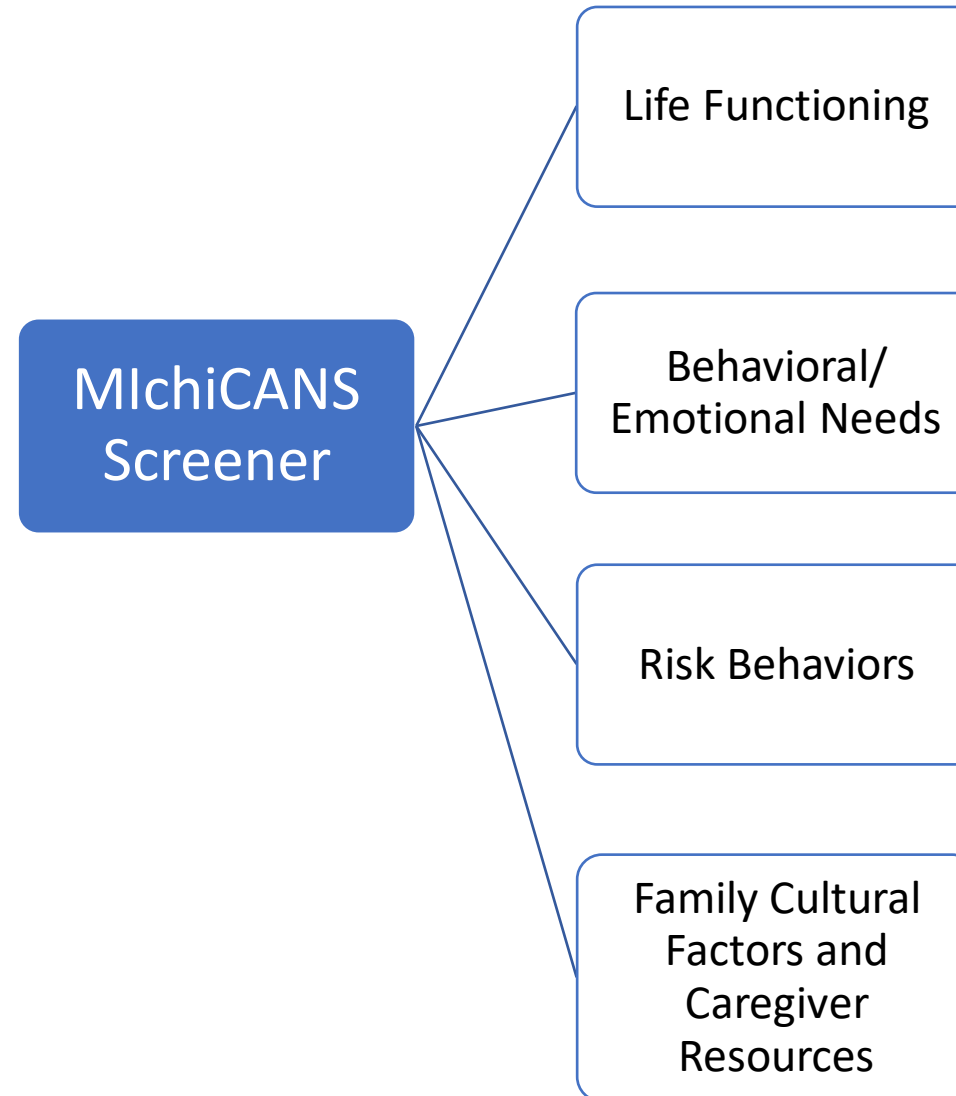 MIchiCANS
Screener
Life Functioning
Behavioral/
Emotional Needs
Risk Behaviors
Family Cultural
Factors and
Caregiver
Resources